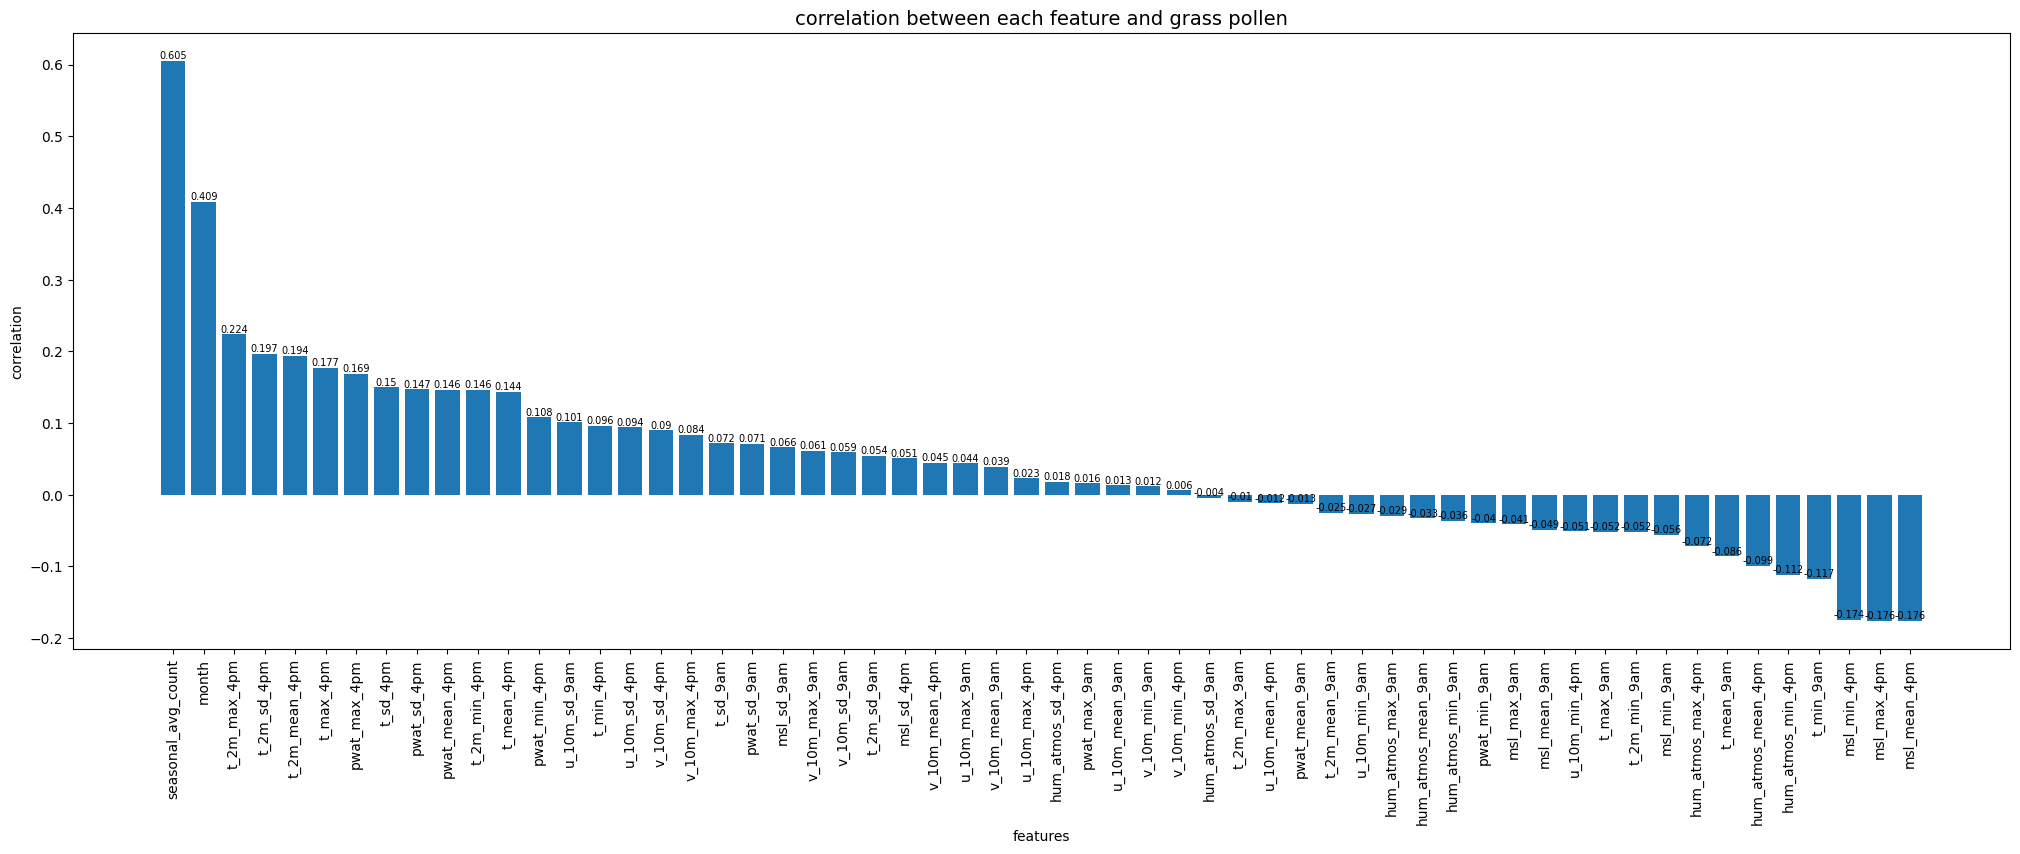 correlation between each feature and grass pollen
correlation
0.6
0.5
0.4
0.3
0.2
0.1
0.0
−0.1
−0.2
0.605
0.409
0.224
0.197
0.194
0.177
0.169
0.15
0.147
0.146
0.146
0.144
0.108
0.101
0.096
0.094
0.09
0.084
0.072
0.071
0.066
0.061
0.059
0.054
0.051
0.045
0.044
0.039
0.023
0.018
0.016
0.013
0.012
0.006
-0.004
-0.01
-0.012
-0.013
-0.025
-0.027
-0.029
-0.033
-0.036
-0.04
-0.041
-0.049
-0.051
-0.052
-0.052
-0.056
-0.072
-0.086
-0.099
-0.112
-0.117
-0.174
-0.176
-0.176
seasonal_avg_count
month
t_2m_max_4pm
t_2m_sd_4pm
t_2m_mean_4pm
t_max_4pm
pwat_max_4pm
t_sd_4pm
pwat_sd_4pm
pwat_mean_4pm
t_2m_min_4pm
t_mean_4pm
pwat_min_4pm
u_10m_sd_9am
t_min_4pm
u_10m_sd_4pm
v_10m_sd_4pm
v_10m_max_4pm
t_sd_9am
pwat_sd_9am
msl_sd_9am
v_10m_max_9am
v_10m_sd_9am
t_2m_sd_9am
msl_sd_4pm
v_10m_mean_4pm
u_10m_max_9am
v_10m_mean_9am
u_10m_max_4pm
hum_atmos_sd_4pm
pwat_max_9am
u_10m_mean_9am
v_10m_min_9am
v_10m_min_4pm
hum_atmos_sd_9am
t_2m_max_9am
u_10m_mean_4pm
pwat_mean_9am
t_2m_mean_9am
u_10m_min_9am
hum_atmos_max_9am
hum_atmos_mean_9am
hum_atmos_min_9am
pwat_min_9am
msl_max_9am
msl_mean_9am
u_10m_min_4pm
t_max_9am
t_2m_min_9am
msl_min_9am
hum_atmos_max_4pm
t_mean_9am
hum_atmos_mean_4pm
hum_atmos_min_4pm
t_min_9am
msl_min_4pm
msl_max_4pm
msl_mean_4pm
features